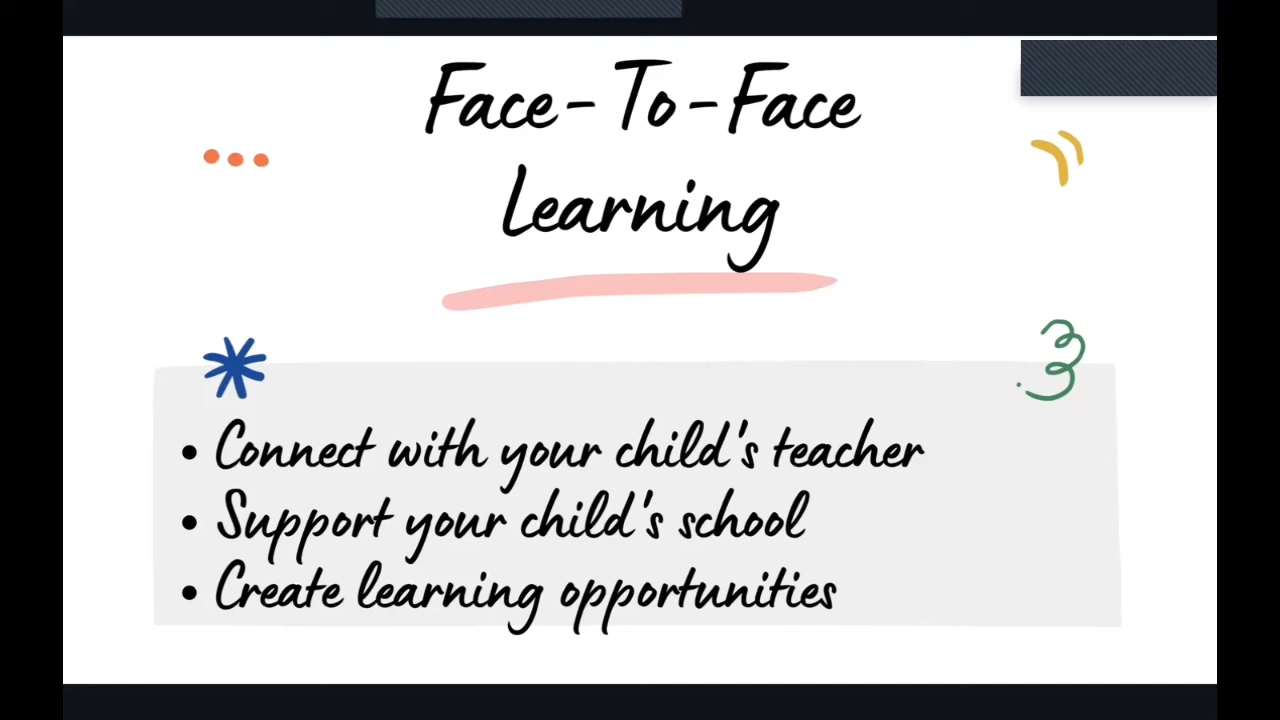 Face-To-Face
Learning
• Connect with your child's teacher
• Support your child's school
• Create learning opportunities